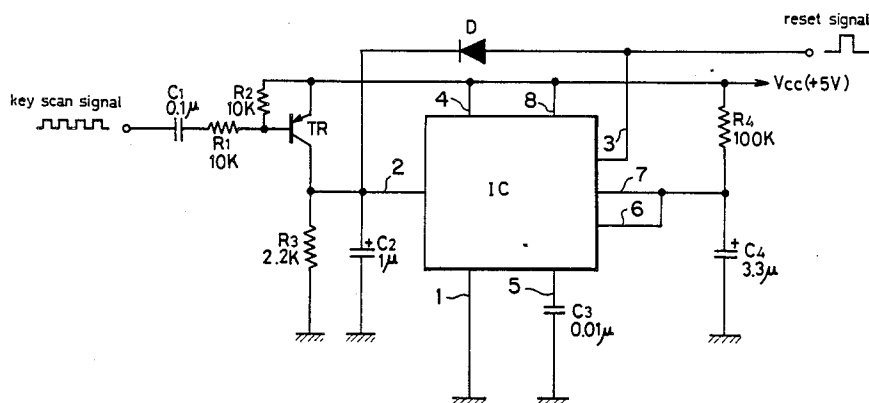 reset signal
D
Vcc(+5V)
key scan signal
C1
0.1μ
R2
10K
4
8
3
R4
100K
R1
10K
TR
2
IC
7
6
R3
2.2K
C2
1μ
C4
3.3μ
1
5
C3
0.01μ